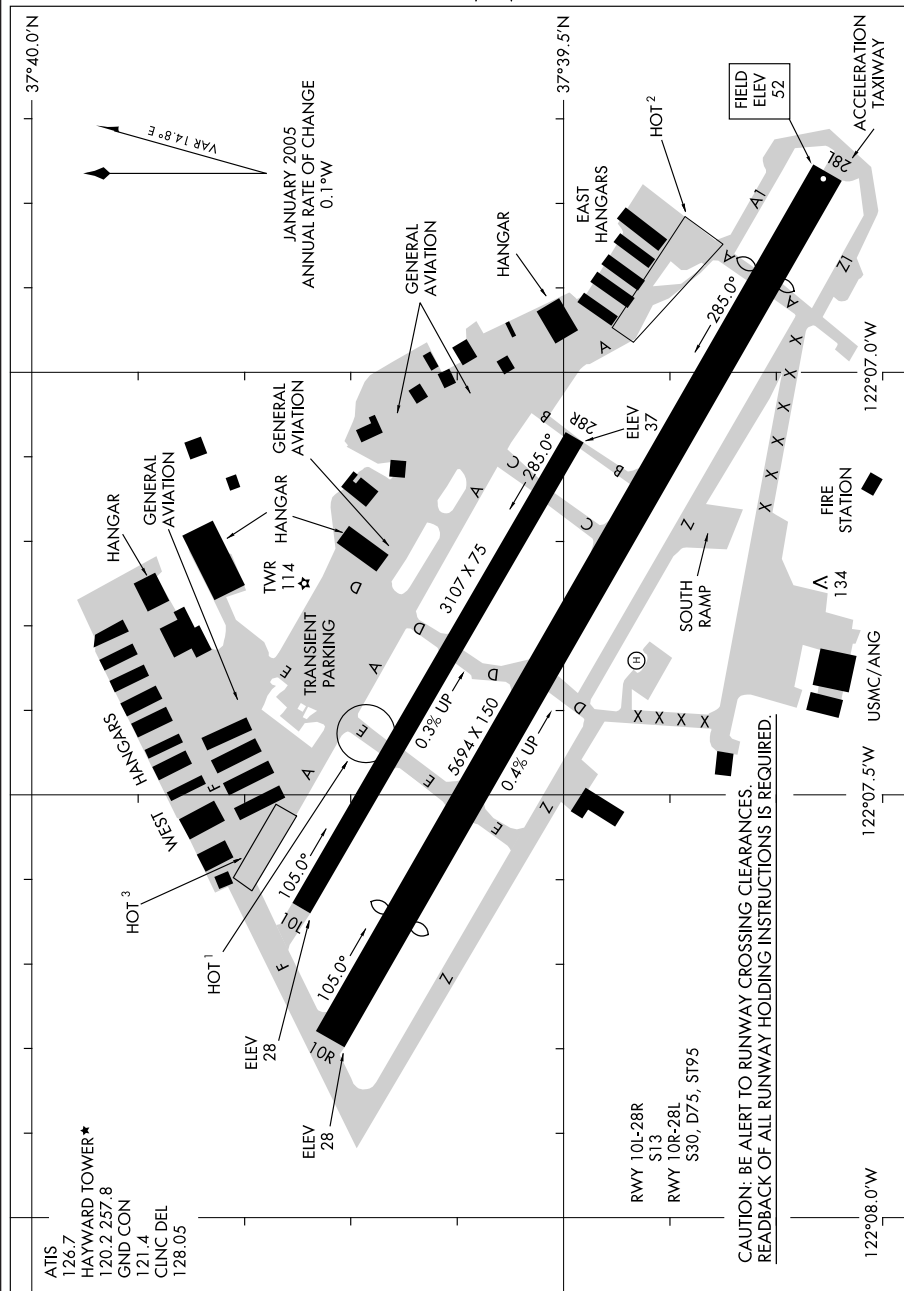 ATIS
126.7
HAYWARD TOWER★
120.2 257.8
GND CON
121.4
CLNC DEL
128.05
37°40.0'N
37°39.5'N
VAR 14.8° E
JANUARY 2005
ANNUAL RATE OF CHANGE
0.1°W
HANGAR
GENERAL
AVIATION
WEST
HANGARS
F
HOT 3
HOT 1
HANGAR
TWR
114
TRANSIENT
PARKING
GENERAL
AVIATION
GENERAL
AVIATION
HANGAR
EAST
HANGARS
HOT 2
FIELD
ELEV
52
ACCELERATION
TAXIWAY
28L
A1
Z1
A
A
A
285.0°
A
E
A
E
D
A
D
C
B
28R
ELEV
37
B
C
285.0°
3107 X 75
0.3% UP
105.0°
10L
F
ELEV
28
105.0°
10R
ELEV
28
E
D
5694 X 150
0.4% UP
E
Z
D
Z
Z
H
SOUTH
RAMP
X X X X
X X X X X X
134
FIRE
STATION
USMC/ANG
RWY 10L-28R
S13
RWY 10R-28L
S30, D75, ST95
CAUTION: BE ALERT TO RUNWAY CROSSING CLEARANCES.
READBACK OF ALL RUNWAY HOLDING INSTRUCTIONS IS REQUIRED.
122°08.0'W
122°07.5'W
122°07.0'W